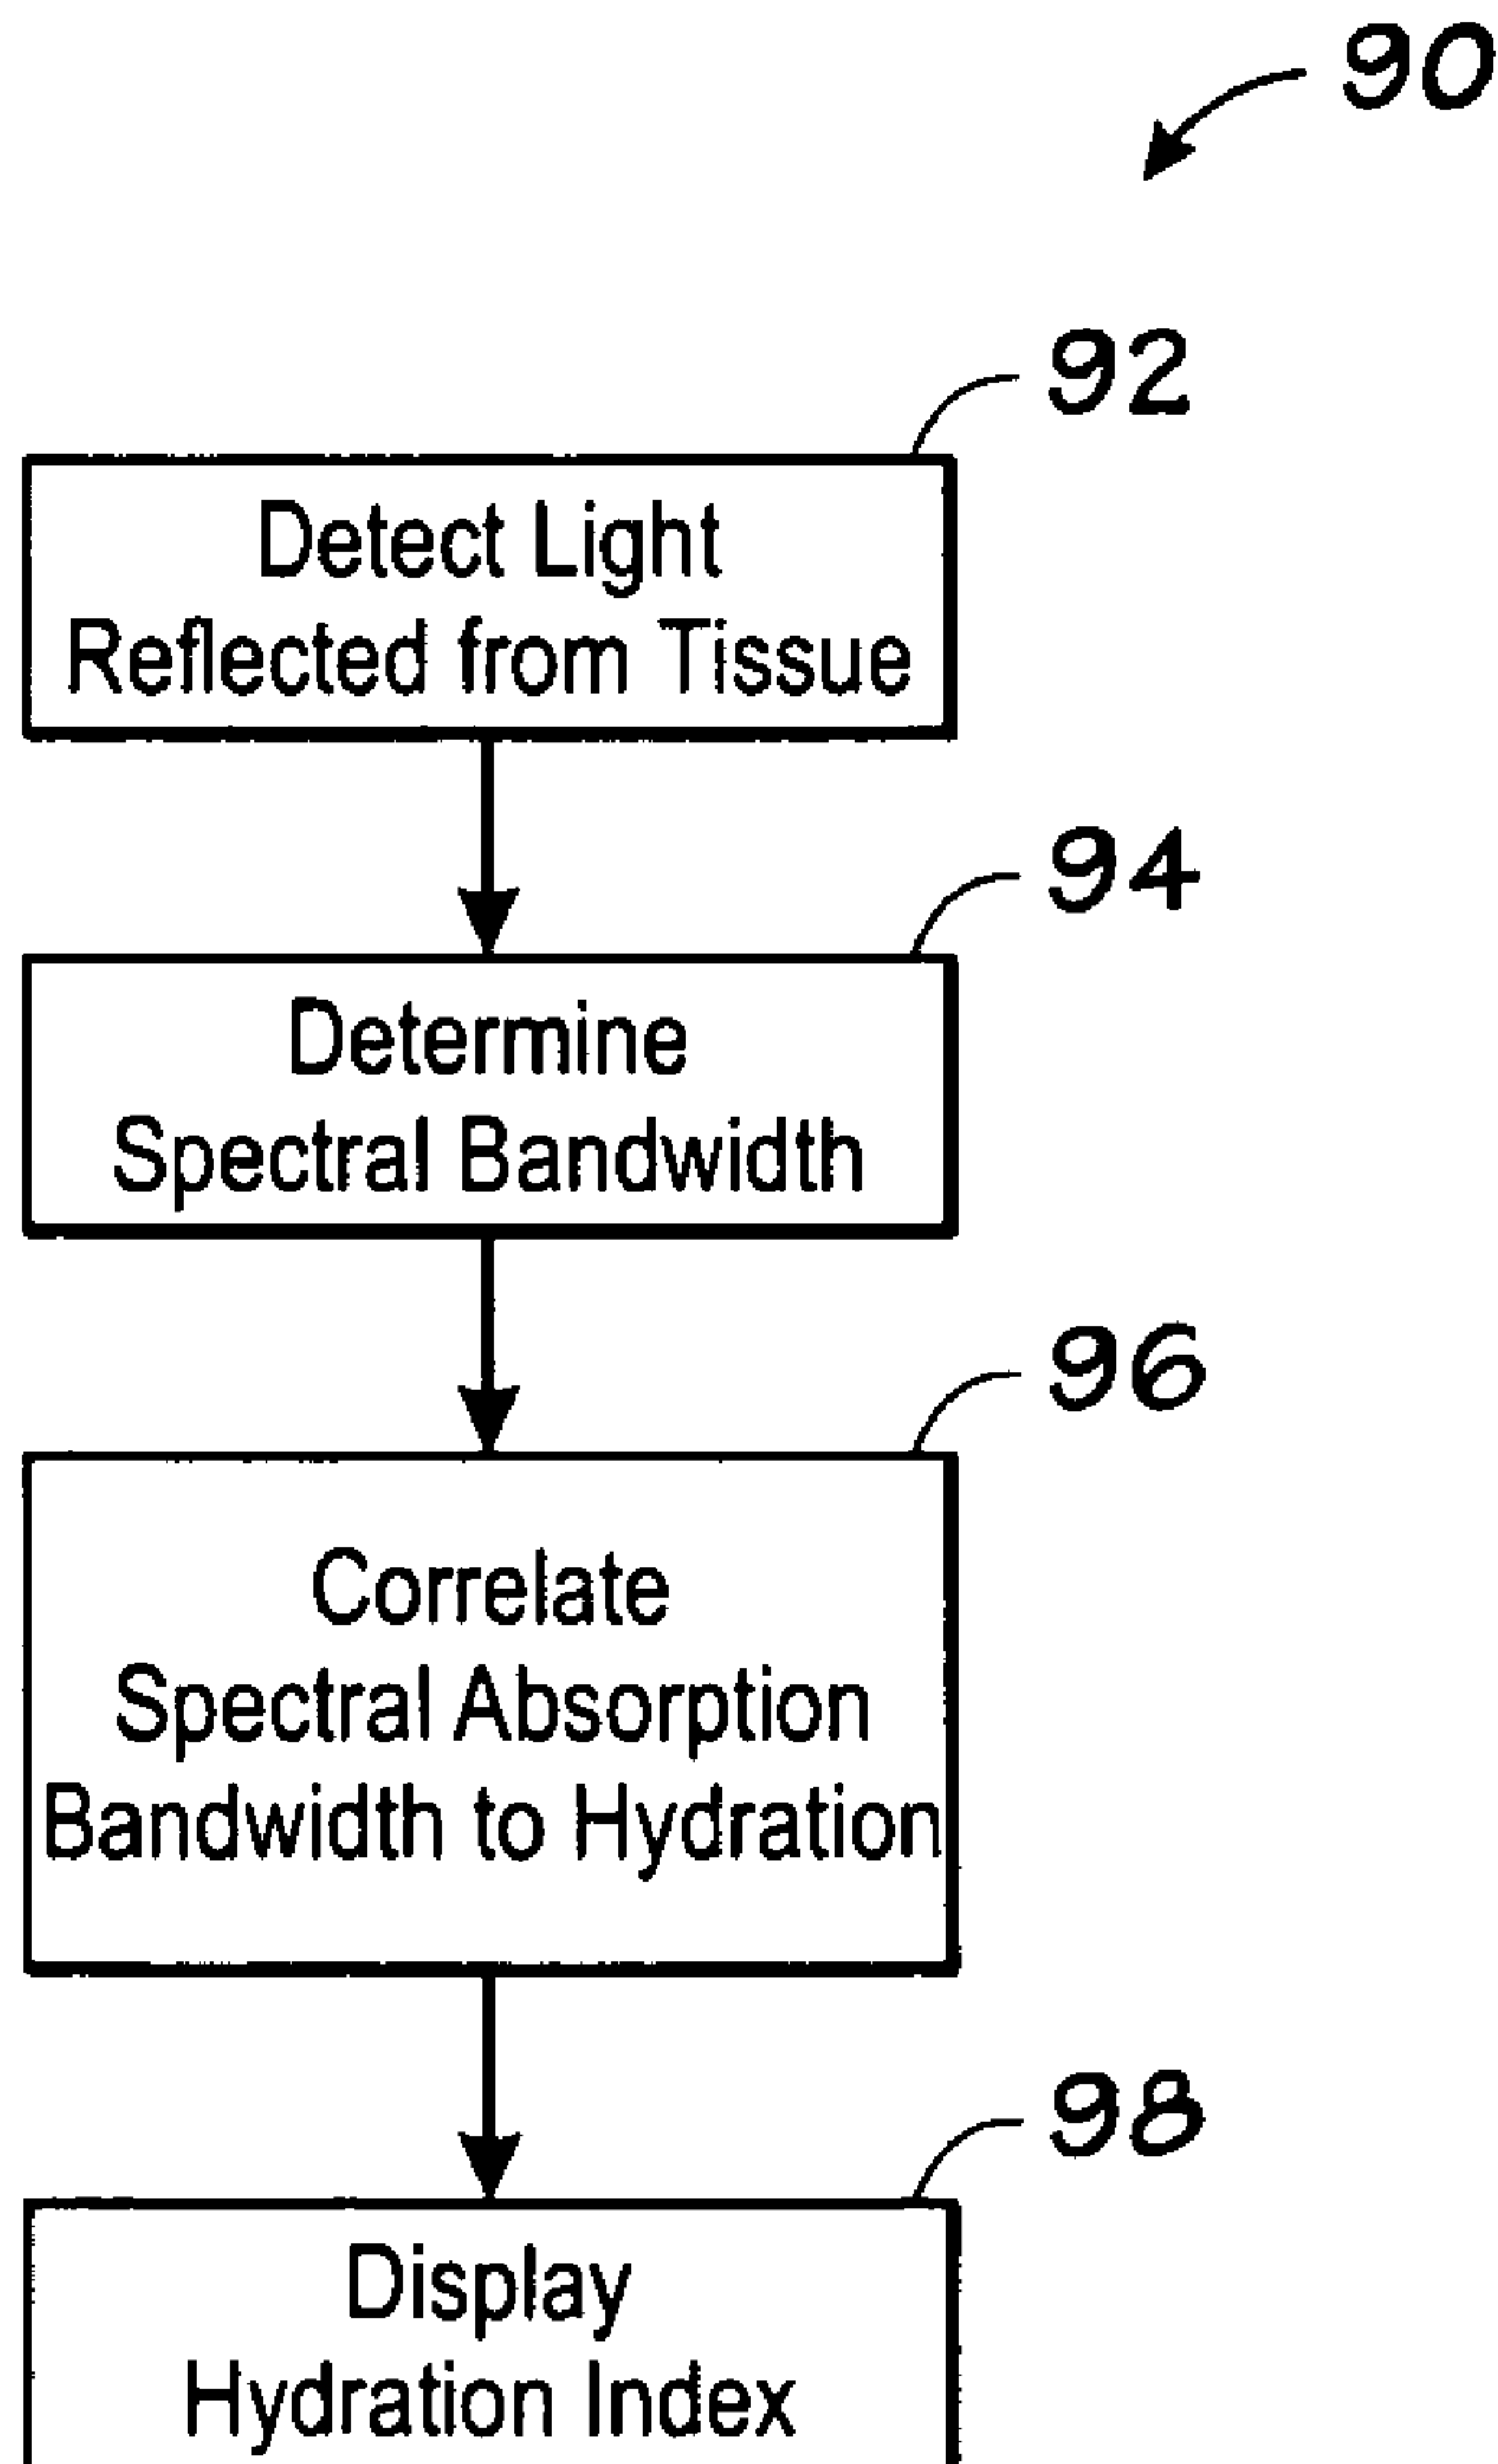 90
92
Detect Light
Reflected from Tissue
94
Determine
Spectral Bandwidth
96
Correlate
Spectral Absorption
Bandwidth to Hydration
98
Display
Hydration Index